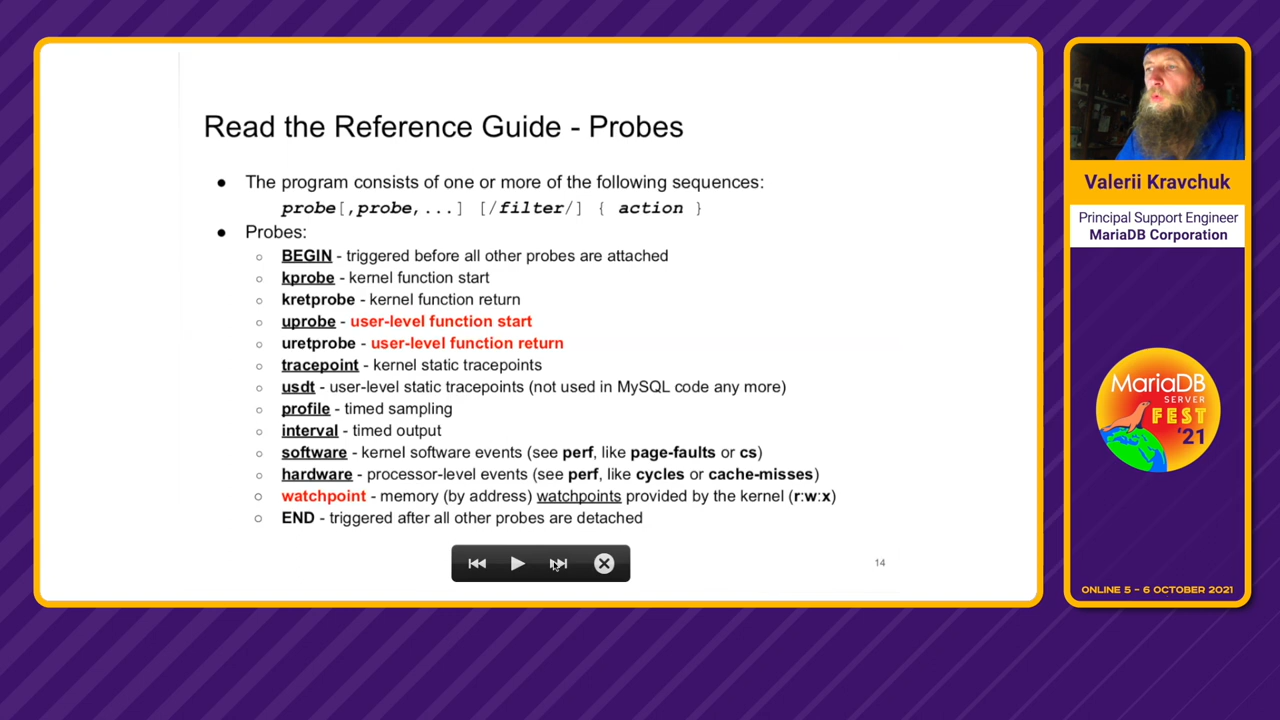 Read the Reference Guide - Probes
● The program consists of one or more of the following sequences:
probe[,probe,...] [/filter/] { action }
● Probes:
○ BEGIN - triggered before all other probes are attached
○ kprobe - kernel function start
○ kretprobe - kernel function return
○ uprobe - user-level function start
○ uretprobe - user-level function return
○ tracepoint - kernel static tracepoints
○ usdt - user-level static tracepoints (not used in MySQL code any more)
○ profile - timed sampling
○ interval - timed output
○ software - kernel software events (see perf, like page-faults or cs)
○ hardware - processor-level events (see perf, like cycles or cache-misses)
○ watchpoint - memory (by address) watchpoints provided by the kernel (r:w:x)
○ END - triggered after all other probes are detached
14
Valerii Kravchuk
Principal Support Engineer
MariaDB Corporation
MariaDB
SERVER
FEST
'21
ONLINE 5 - 6 OCTOBER 2021